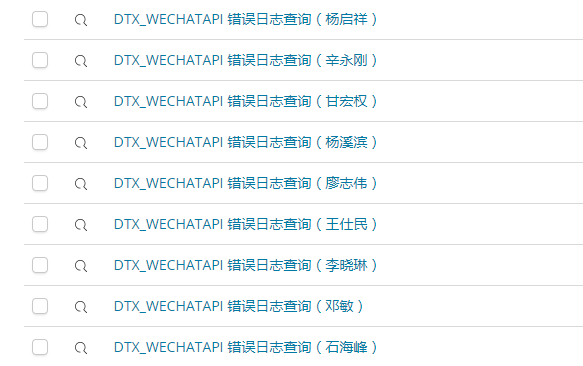 DTX_WECHATAPI 错误日志查询（杨启祥）
DTX_WECHATAPI 错误日志查询（辛永刚）
DTX_WECHATAPI 错误日志查询（甘宏权）
DTX_WECHATAPI 错误日志查询（杨溪滨）
DTX_WECHATAPI 错误日志查询（廖志伟）
DTX_WECHATAPI 错误日志查询（王仕民）
DTX_WECHATAPI 错误日志查询（李晓琳）
DTX_WECHATAPI 错误日志查询（邓敏）
DTX_WECHATAPI 错误日志查询（石海峰）